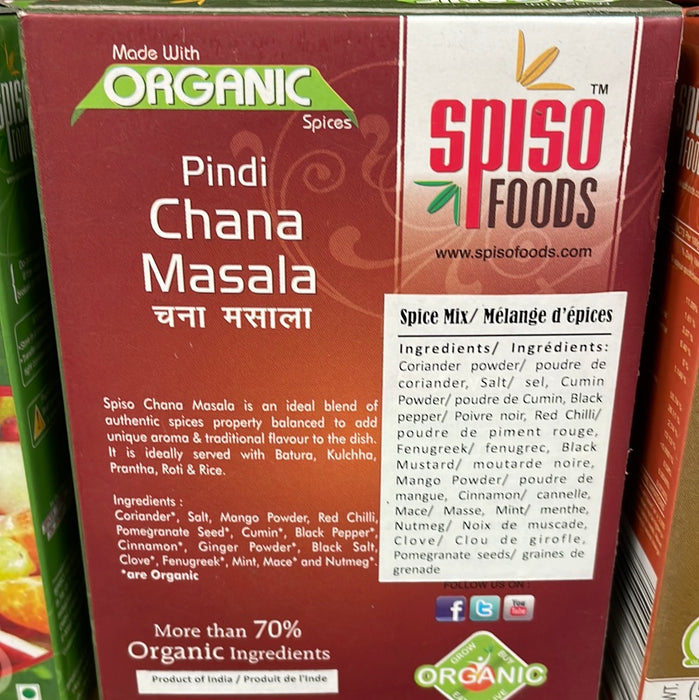 Made With
ORGANIC
Spices
Pindi
Chana
Masala
चना मसाला
SPISO
FOODS
TM
www.spisofoods.com
Spiso Chana Masala is an ideal blend of
authentic spices property balanced to add
unique aroma & traditional flavour to the dish.
It is ideally served with Batura, Kulchha,
Prantha, Roti & Rice.
Ingredients :
Coriander*, Salt, Mango Powder, Red Chilli,
Pomegranate Seed*, Cumin*, Black Pepper*,
Cinnamon*, Ginger Powder*, Black Salt,
Clove*, Fenugreek*, Mint, Mace* and Nutmeg*.
*are Organic
More than 70%
Organic Ingredients
Product of India / Produit de l'Inde
Spice Mix/ Mélange d'épices
Ingredients/ Ingrédients:
Coriander powder/ poudre de
coriander, Salt/ sel, Cumin
Powder/ poudre de Cumin, Black
pepper/ Poivre noir, Red Chilli/
poudre de piment rouge,
Fenugreek/ fenugrec, Black
Mustard/ moutarde noire,
Mango Powder/ poudre de
mangue, Cinnamon/ cannelle,
Mace/ Masse, Mint/ menthe,
Nutmeg/ Noix de muscade,
Clove/ Clou de girofle,
Pomegranate seeds/ graines de
grenade
FOLLOW US ON :
You
Tube
GROW
BUY
ORGANIC